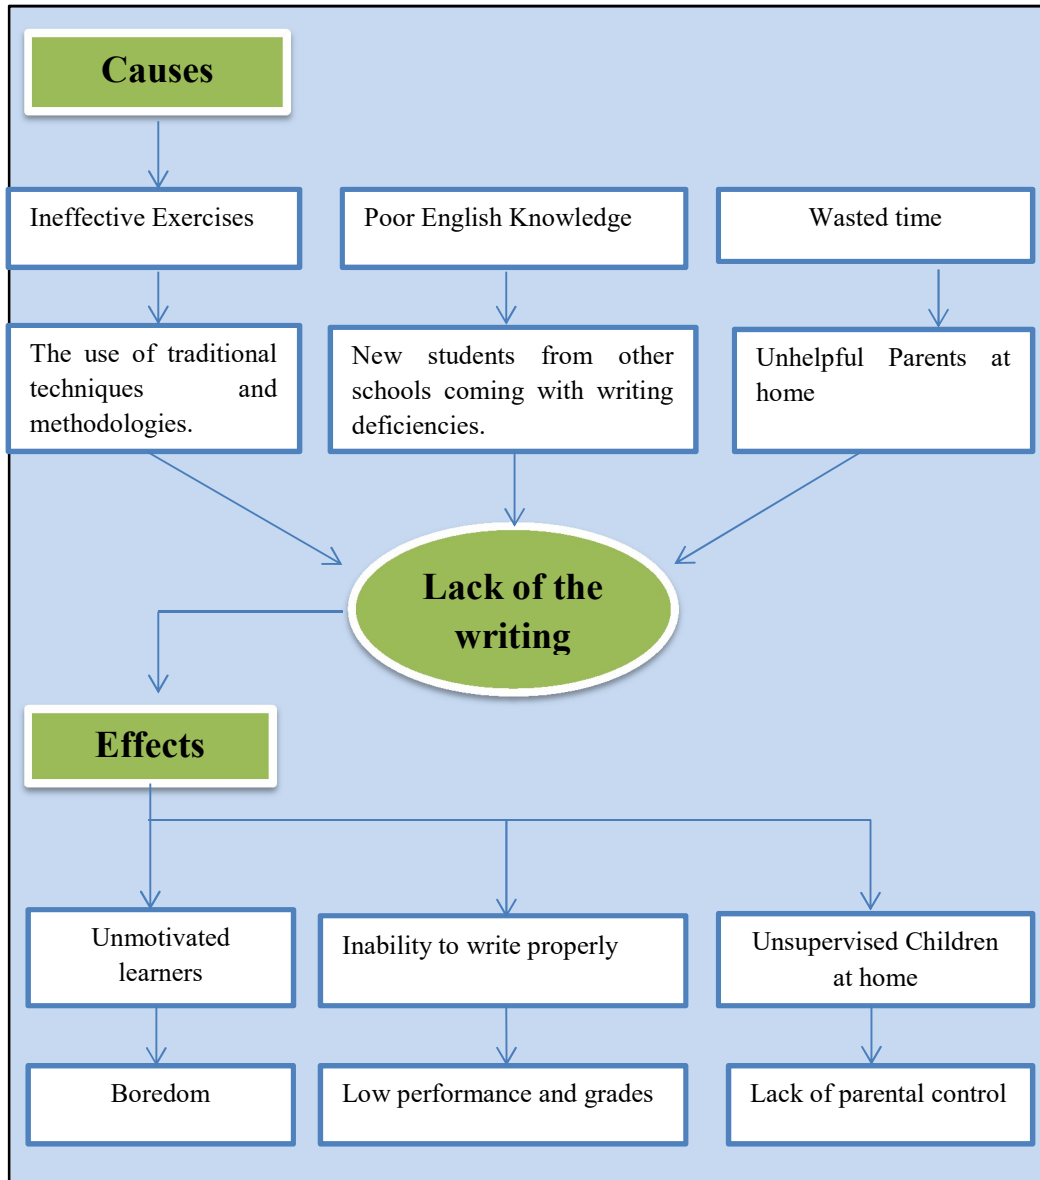 Causes
Ineffective Exercises
Poor English Knowledge
Wasted time
The use of traditional
techniques and
methodologies.
New students from other
schools coming with writing
deficiencies.
Unhelpful Parents at
home
Lack of the
writing
Effects
Unmotivated
learners
Inability to write properly
Unsupervised Children
at home
Boredom
Low performance and grades
Lack of parental control